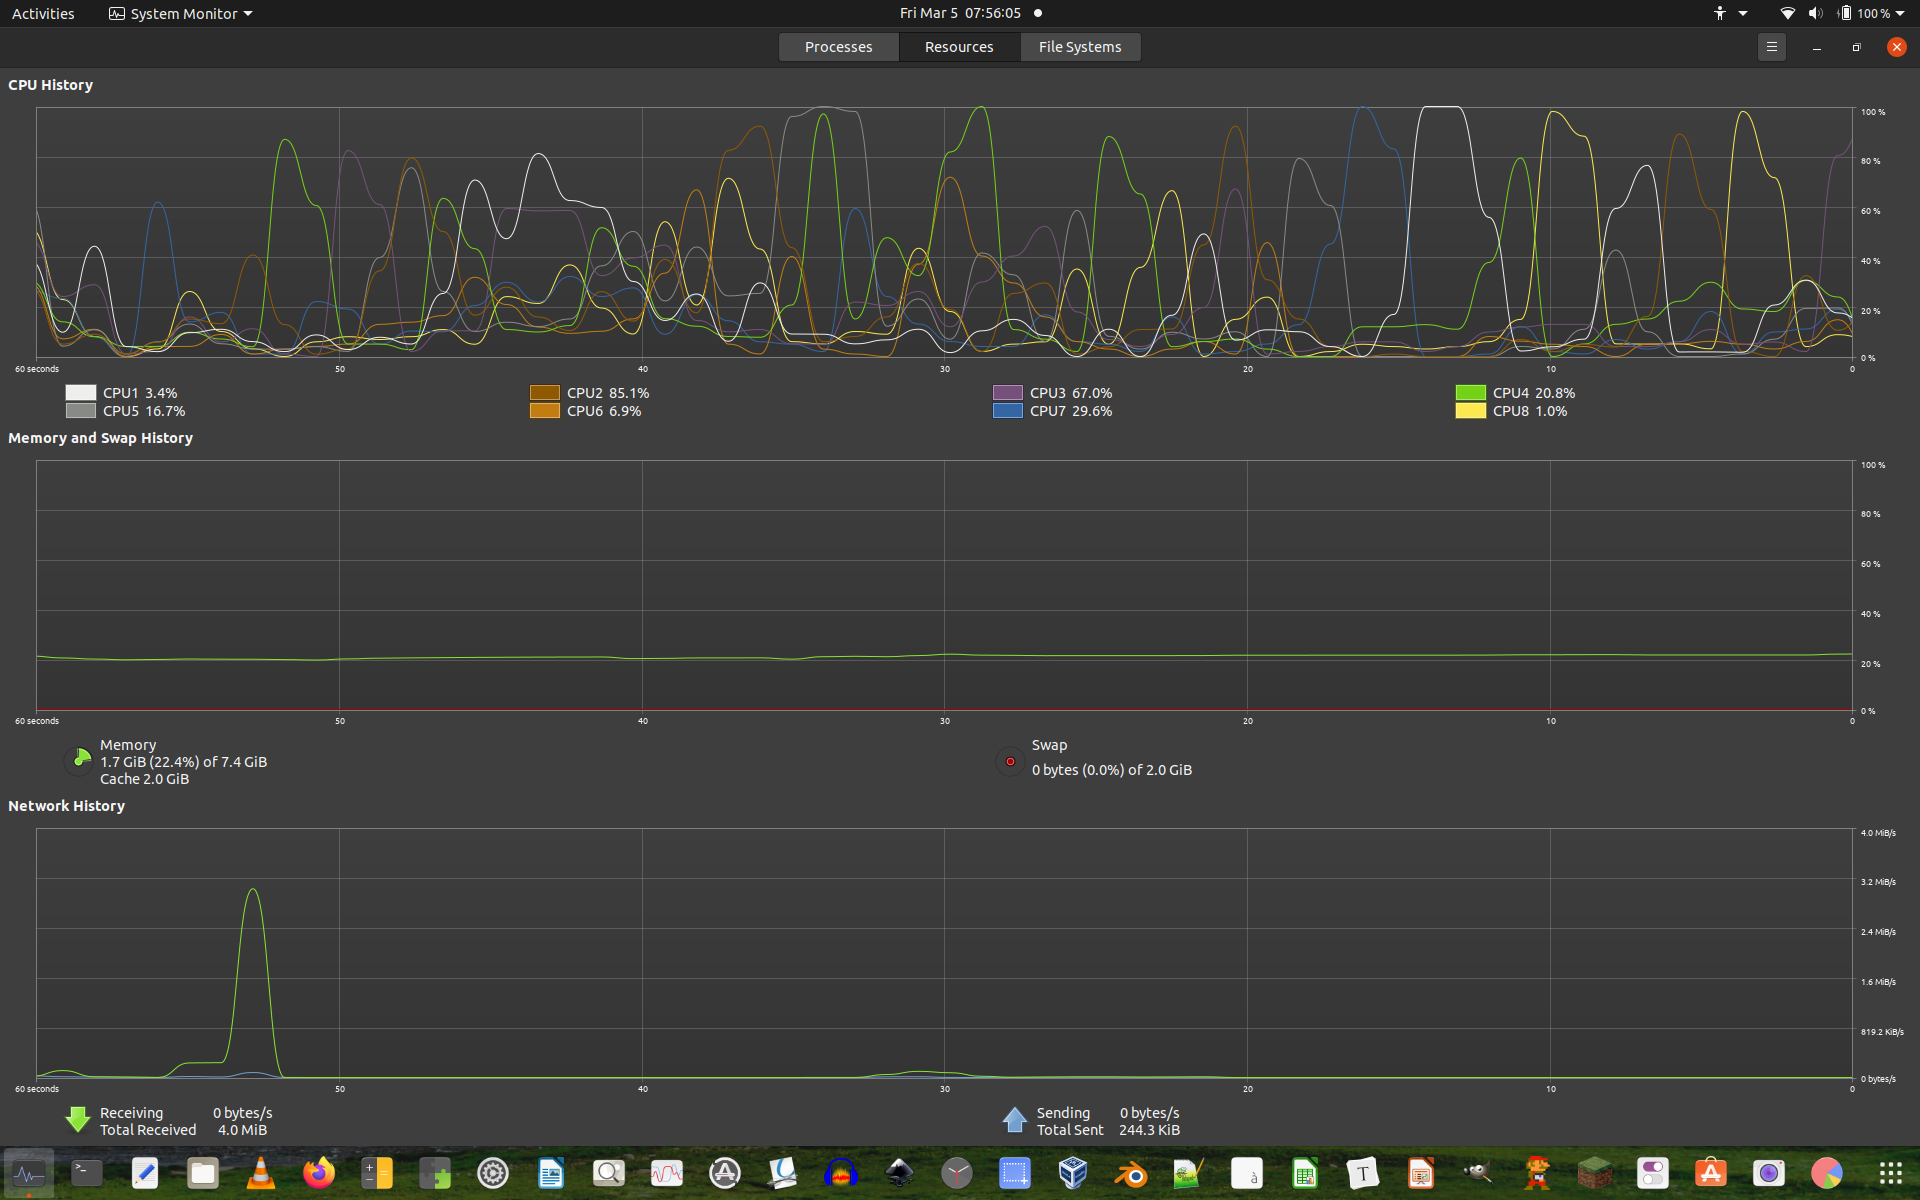 Activities System Monitor Fri Mar 5 07:56:05 100 %
Processes Resources File Systems
CPU History
100 %
80 %
60 %
40 %
20 %
0 %
60 seconds 50 40 30 20 10 0
CPU1 3.4% CPU2 85.1% CPU3 67.0% CPU4 20.8%
CPU5 16.7% CPU6 6.9% CPU7 29.6% CPU8 1.0%
Memory and Swap History
100 %
80 %
60 %
40 %
20 %
0 %
60 seconds 50 40 30 20 10 0
Memory Swap
1.7 GiB (22.4%) of 7.4 GiB 0 bytes (0.0%) of 2.0 GiB
Cache 2.0 GiB
Network History
4.0 MiB/s
3.2 MiB/s
2.4 MiB/s
1.6 MiB/s
819.2 KiB/s
0 bytes/s
60 seconds 50 40 30 20 10 0
Receiving 0 bytes/s Sending 0 bytes/s
Total Received 4.0 MiB Total Sent 244.3 KiB